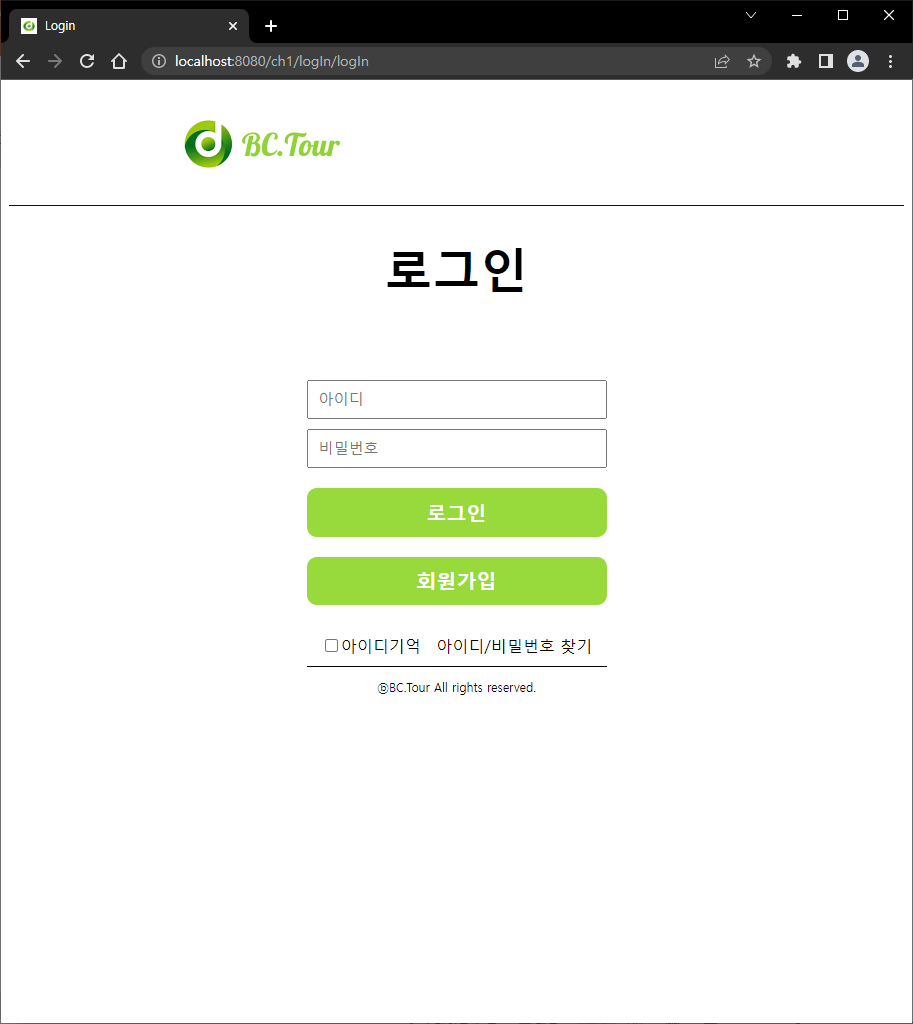 Login
localhost:8080/ch1/logIn/logIn
BC.Tour
로그인
아이디
비밀번호
로그인
회원가입
아이디기억 아이디/비밀번호 찾기
ⓑBC.Tour All rights reserved.